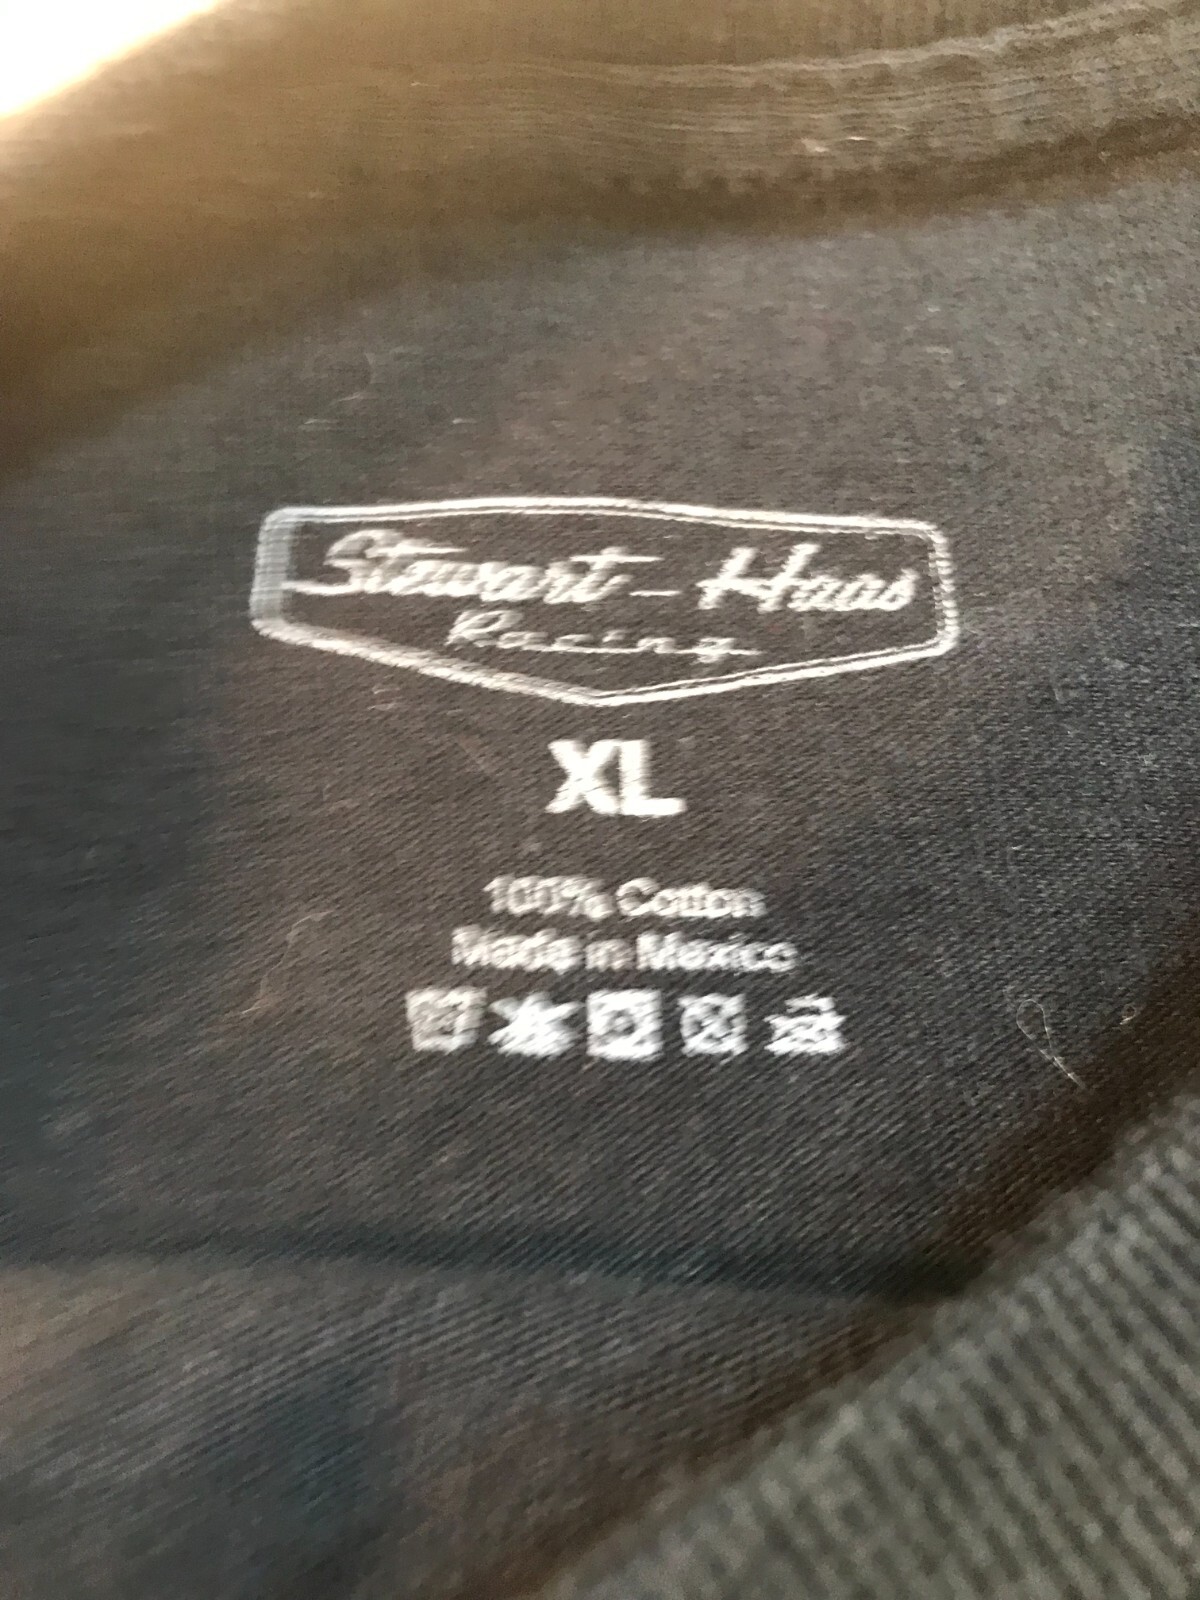 Stewart-Haas
Racing
XL
100% Cotton
Made in Mexico